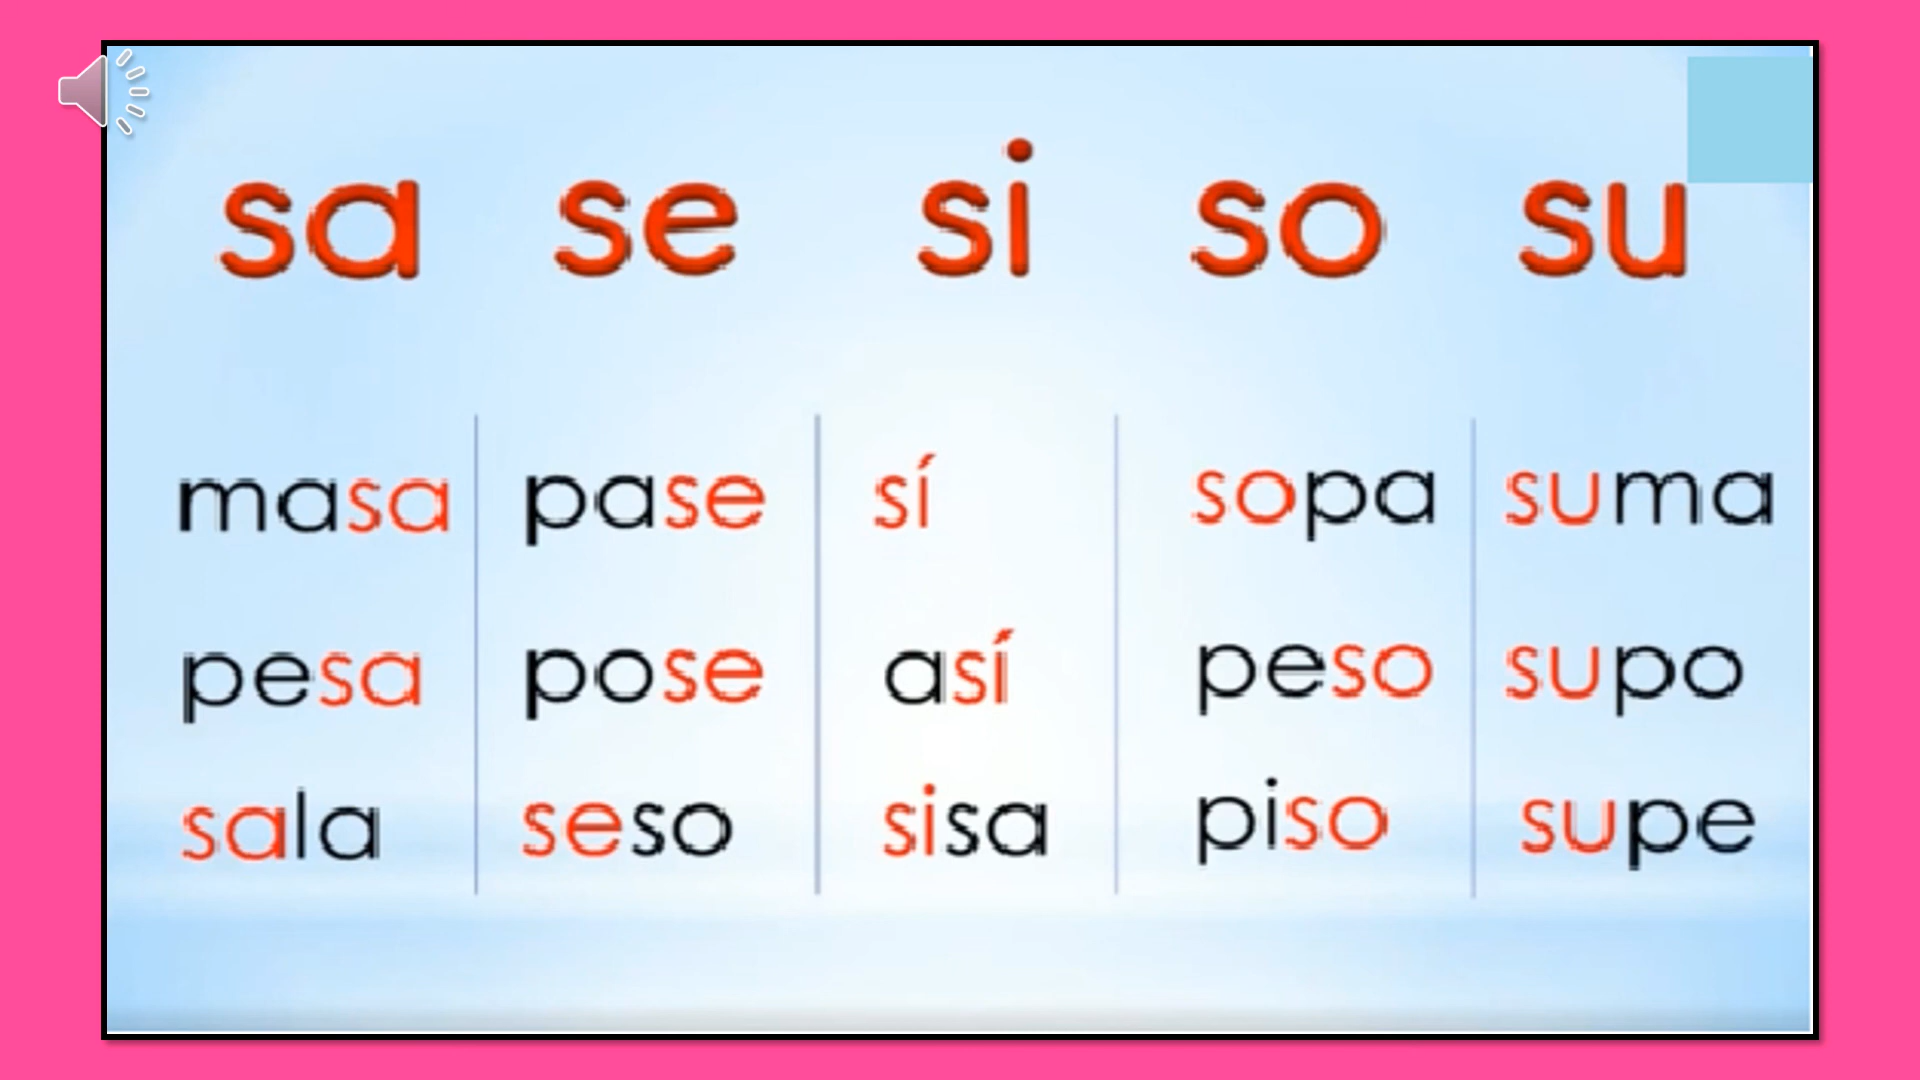 sa se si so su
masa pase sí sopa suma
pesa pose así peso supo
sala seso sisa piso supe